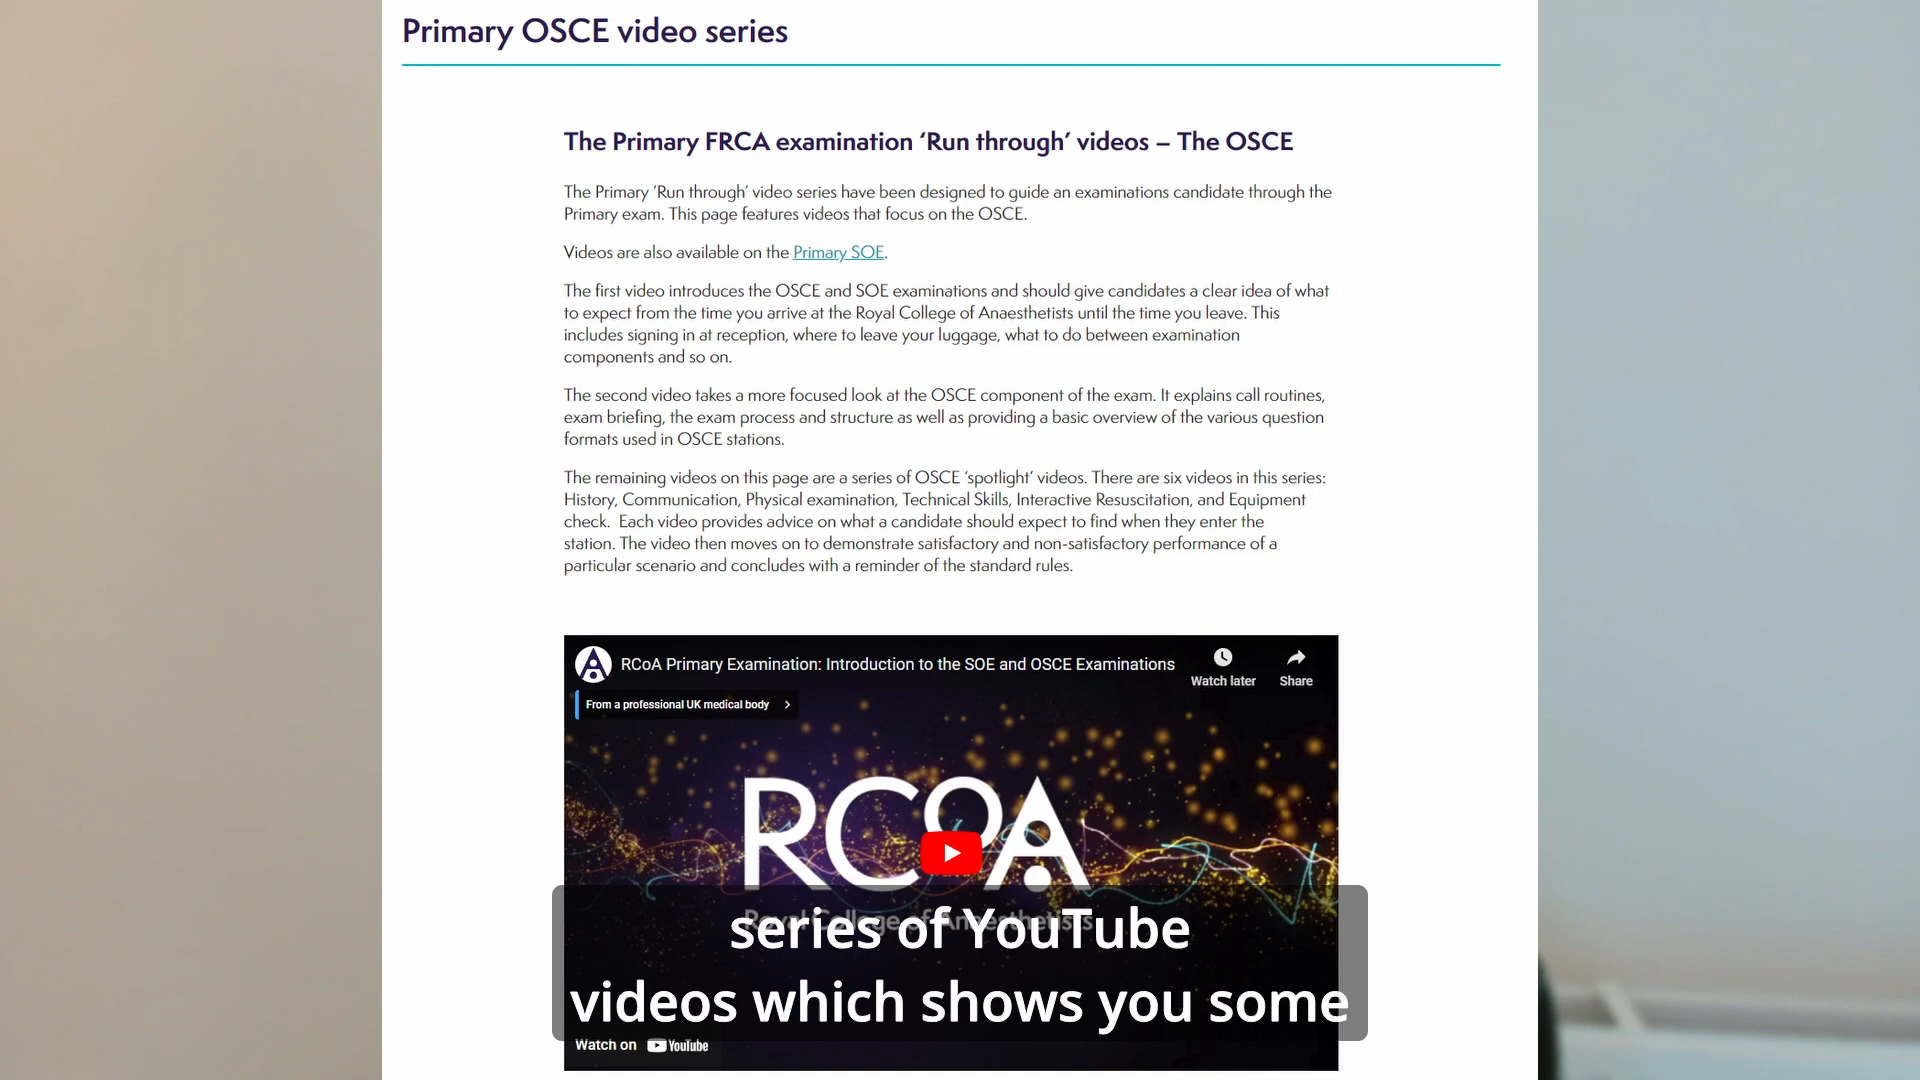 Primary OSCE video series
The Primary FRCA examination ‘Run through’ videos – The OSCE
The Primary ‘Run through’ video series have been designed to guide an examinations candidate through the
Primary exam. This page features videos that focus on the OSCE.
Videos are also available on the Primary SOE.
The first video introduces the OSCE and SOE examinations and should give candidates a clear idea of what
to expect from the time you arrive at the Royal College of Anaesthetists until the time you leave. This
includes signing in at reception, where to leave your luggage, what to do between examination
components and so on.
The second video takes a more focused look at the OSCE component of the exam. It explains call routines,
exam briefing, the exam process and structure as well as providing a basic overview of the various question
formats used in OSCE stations.
The remaining videos on this page are a series of OSCE ‘spotlight’ videos. There are six videos in this series:
History, Communication, Physical examination, Technical Skills, Interactive Resuscitation, and Equipment
check. Each video provides advice on what a candidate should expect to find when they enter the
station. The video then moves on to demonstrate satisfactory and non-satisfactory performance of a
particular scenario and concludes with a reminder of the standard rules.
RCoA Primary Examination: Introduction to the SOE and OSCE Examinations
Watch later
Share
From a professional UK medical body
RCOA
Royal College of Anaesthetists
series of YouTube
videos which shows you some
Watch on YouTube